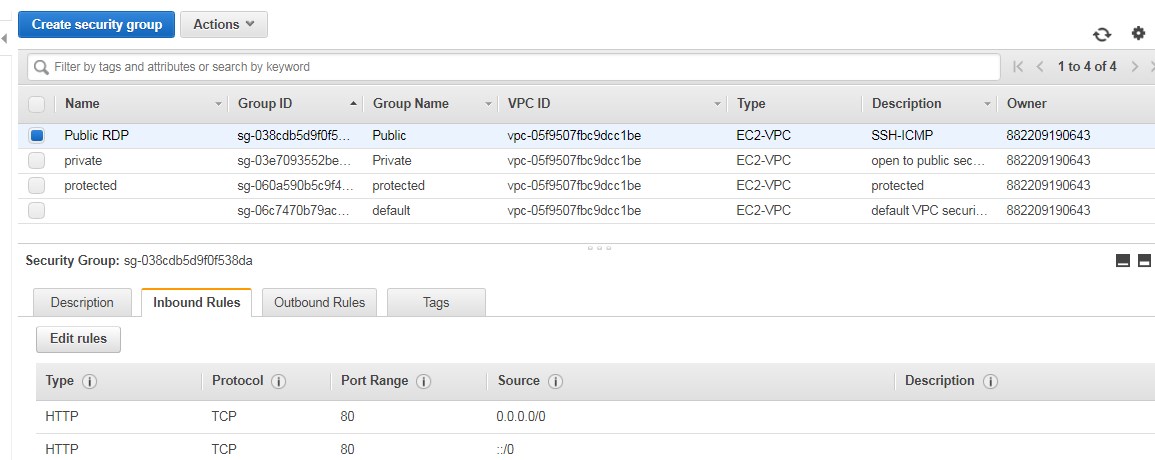 Create security group Actions
Filter by tags and attributes or search by keyword 1 to 4 of 4
Name Group ID Group Name VPC ID Type Description Owner
Public RDP sg-038cdb5d9f0f5... Public vpc-05f9507fbc9dcc1be EC2-VPC SSH-ICMP 882209190643
private sg-03e7093552be... Private vpc-05f9507fbc9dcc1be EC2-VPC open to public sec... 882209190643
protected sg-060a590b5c9f4... protected vpc-05f9507fbc9dcc1be EC2-VPC protected 882209190643
sg-06c7470b79ac... default vpc-05f9507fbc9dcc1be EC2-VPC default VPC securi... 882209190643
Security Group: sg-038cdb5d9f0f538da
Description Inbound Rules Outbound Rules Tags
Edit rules
Type Protocol Port Range Source Description
HTTP TCP 80 0.0.0.0/0
HTTP TCP 80 ::/0